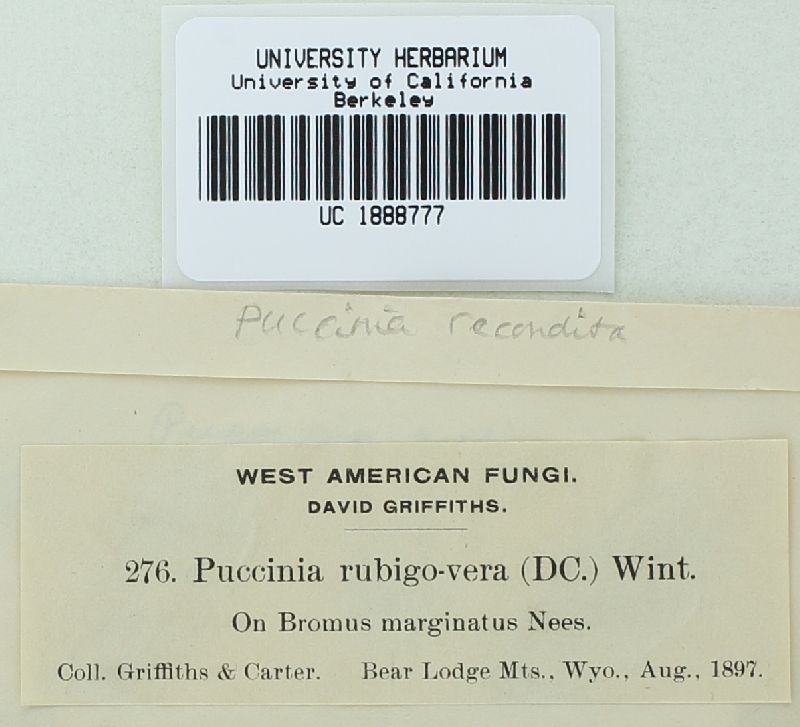 UNIVERSITY HERBARIUM
University of California
Berkeley
UC 1888777
Puccinia recondita
WEST AMERICAN FUNGI.
DAVID GRIFFITHS.
276. Puccinia rubigo-vera (DC.) Wint.
On Bromus marginatus Nees.
Coll. Griffiths & Carter. Bear Lodge Mts., Wyo., Aug., 1897.